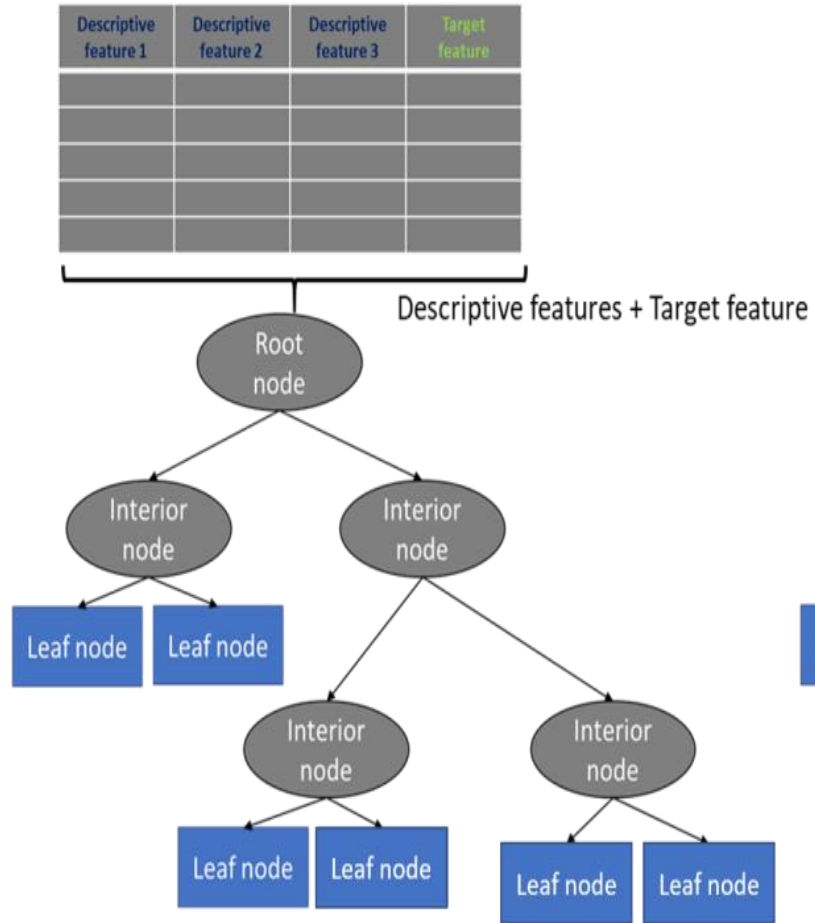 Descriptive Descriptive Descriptive Target
feature 1 feature 2 feature 3 feature
Descriptive features + Target feature
Root
node
Interior Interior
node node
Leaf node Leaf node
Interior Interior
node node
Leaf node Leaf node Leaf node Leaf node